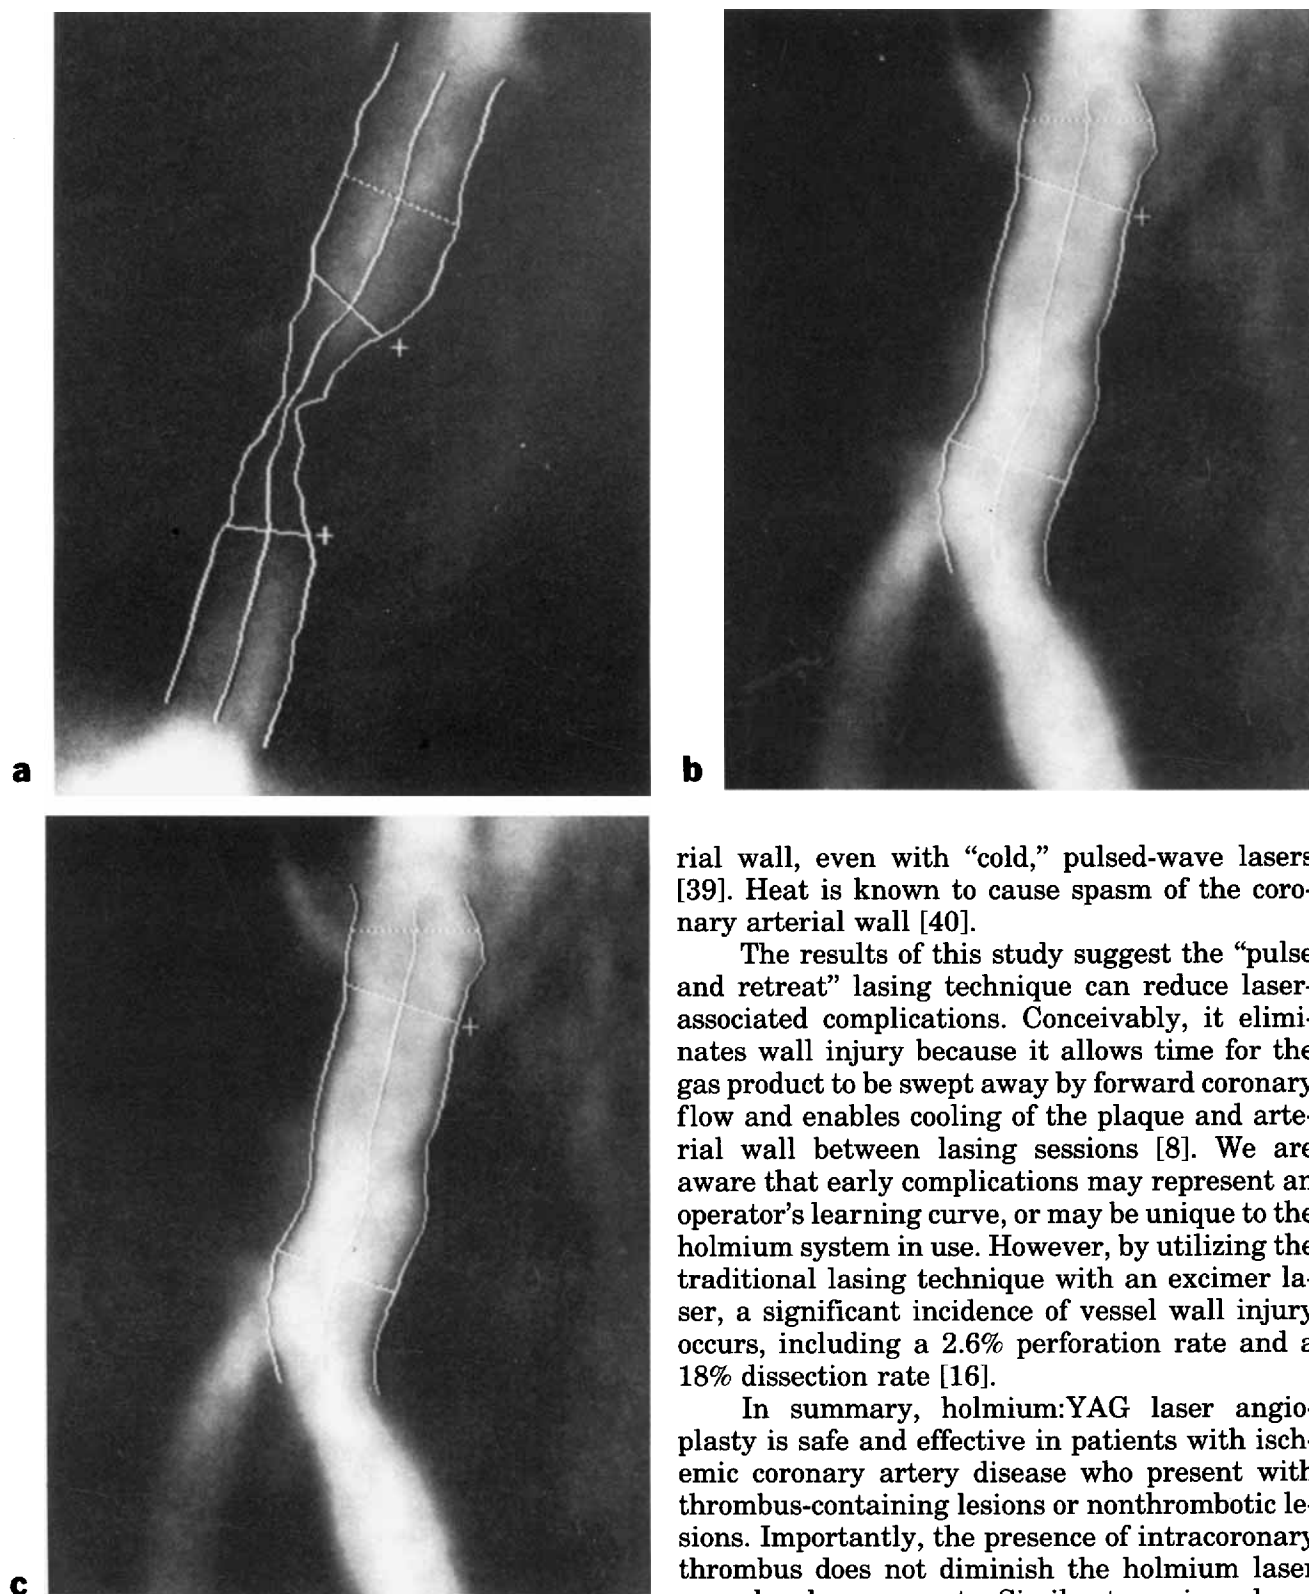 a
b
c
rial wall, even with “cold,” pulsed-wave lasers
[39]. Heat is known to cause spasm of the coro-
nary arterial wall [40].
The results of this study suggest the “pulse
and retreat” lasing technique can reduce laser-
associated complications. Conceivably, it elimi-
nates wall injury because it allows time for the
gas product to be swept away by forward coronary
flow and enables cooling of the plaque and arte-
rial wall between lasing sessions [8]. We are
aware that early complications may represent an
operator’s learning curve, or may be unique to the
holmium system in use. However, by utilizing the
traditional lasing technique with an excimer la-
ser, a significant incidence of vessel wall injury
occurs, including a 2.6% perforation rate and a
18% dissection rate [16].
In summary, holmium:YAG laser angio-
plasty is safe and effective in patients with isch-
emic coronary artery disease who present with
thrombus-containing lesions or nonthrombotic le-
sions. Importantly, the presence of intracoronary
thrombus does not diminish the holmium laser